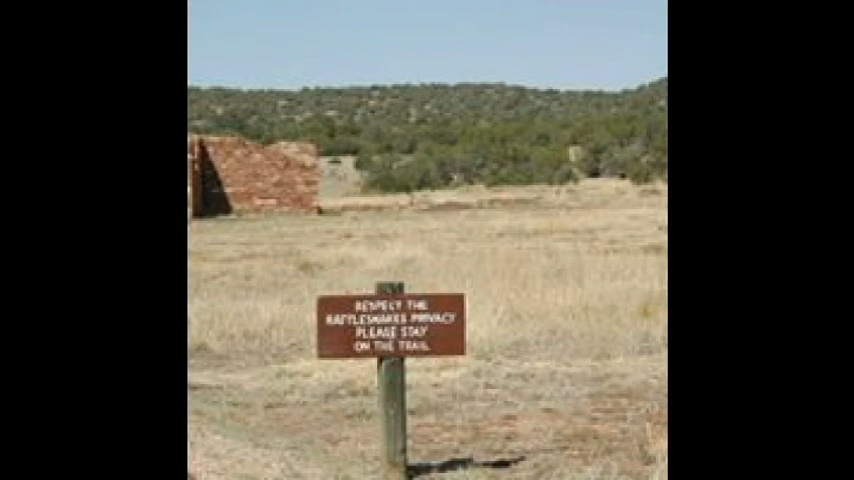 RESPECT THE
RATTLESNAKES PRIVACY
PLEASE STAY
ON THE TRAIL